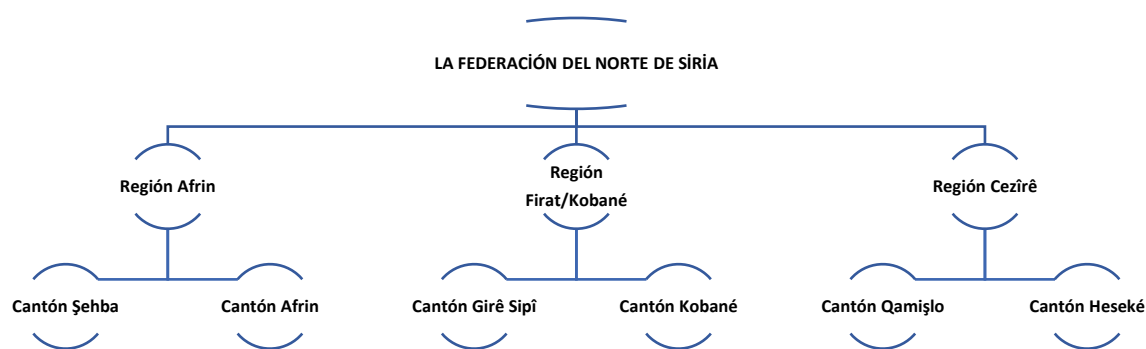 LA FEDERACİÓN DEL NORTE DE SİRİA
Región Afrin
Región
Firat/Kobané
Región Cezîrê
Cantón Şehba
Cantón Afrin
Cantón Girê Sipî
Cantón Kobané
Cantón Qamişlo
Cantón Heseké